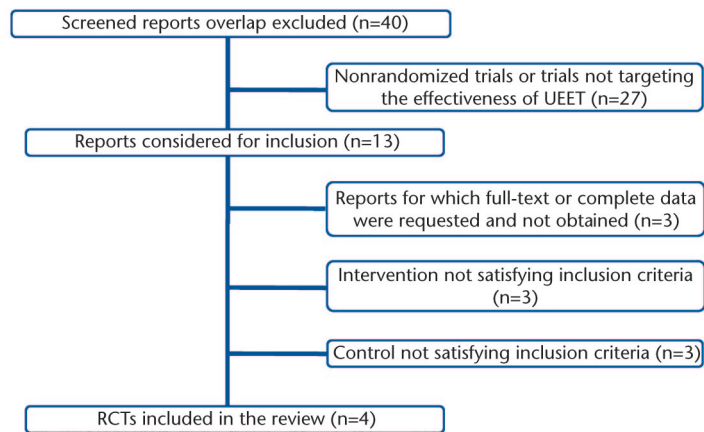 Screened reports overlap excluded (n=40)
Nonrandomized trials or trials not targeting
the effectiveness of UEET (n=27)
Reports considered for inclusion (n=13)
Reports for which full-text or complete data
were requested and not obtained (n=3)
Intervention not satisfying inclusion criteria
(n=3)
Control not satisfying inclusion criteria (n=3)
RCTs included in the review (n=4)